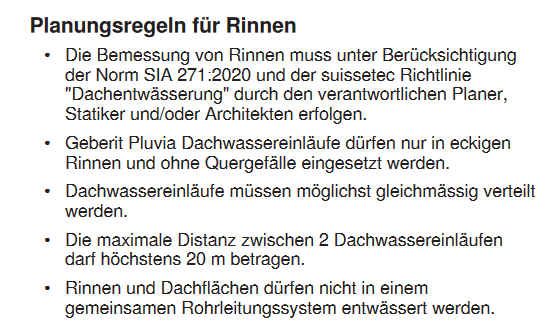 Planungsregeln für Rinnen
• Die Bemessung von Rinnen muss unter Berücksichtigung
der Norm SIA 271:2020 und der suissetec Richtlinie
"Dachentwässerung" durch den verantwortlichen Planer,
Statiker und/oder Architekten erfolgen.
• Geberit Pluvia Dachwassereinläufe dürfen nur in eckigen
Rinnen und ohne Quergefälle eingesetzt werden.
• Dachwassereinläufe müssen möglichst gleichmässig verteilt
werden.
• Die maximale Distanz zwischen 2 Dachwassereinläufen
darf höchstens 20 m betragen.
• Rinnen und Dachflächen dürfen nicht in einem
gemeinsamen Rohrleitungssystem entwässert werden.